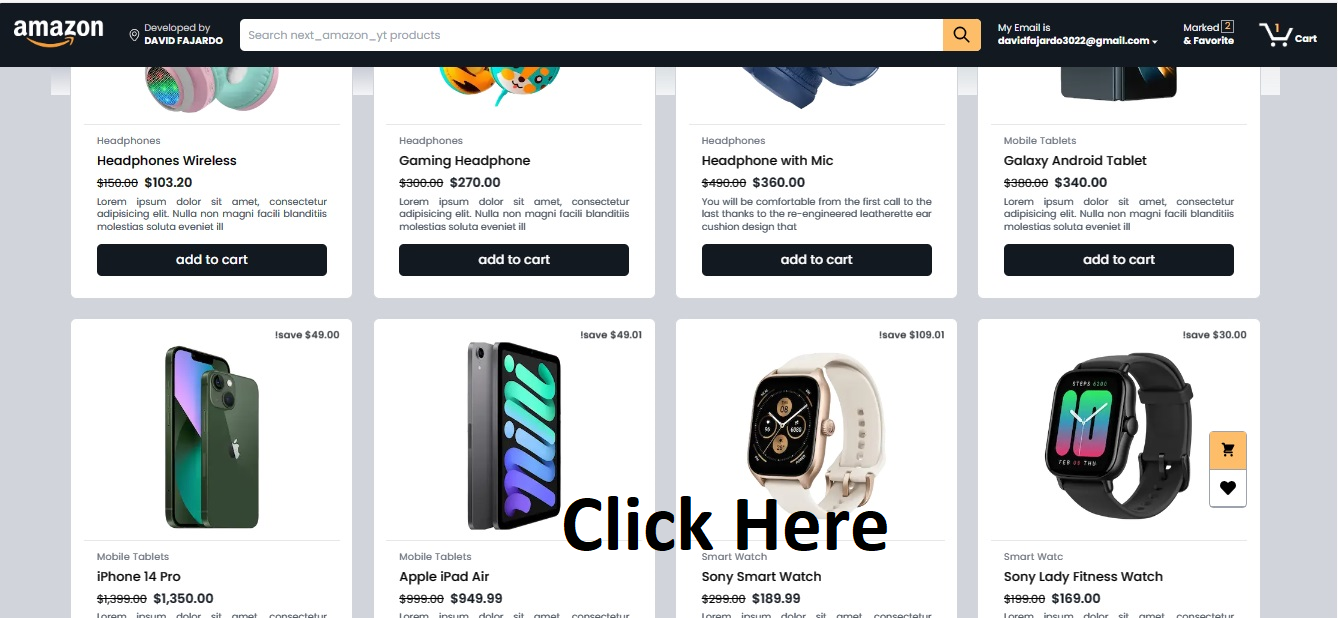 amazon
Developed by
DAVID FAJARDO
Search next_amazon_yt products
My Email is
davidfajardo3022@gmail.com
Marked 2
& Favorite
1
Cart
Headphones
Headphones Wireless
$150.00 $103.20
Lorem ipsum dolor sit amet, consectetur
adipisicing elit. Nulla non magni facili blanditiis
molestias soluta eveniet ill
add to cart
Headphones
Gaming Headphone
$300.00 $270.00
Lorem ipsum dolor sit amet, consectetur
adipisicing elit. Nulla non magni facili blanditiis
molestias soluta eveniet ill
add to cart
Headphones
Headphone with Mic
$490.00 $360.00
You will be comfortable from the first call to the
last thanks to the re-engineered leatherette ear
cushion design that
add to cart
Mobile Tablets
Galaxy Android Tablet
$380.00 $340.00
Lorem ipsum dolor sit amet, consectetur
adipisicing elit. Nulla non magni facili blanditiis
molestias soluta eveniet ill
add to cart
!save $49.00
Mobile Tablets
iPhone 14 Pro
$1,399.00 $1,350.00
Lorem ipsum dolor sit amet, consectetur
!save $49.01
Mobile Tablets
Apple iPad Air
$999.00 $949.99
Lorem ipsum dolor sit amet, consectetur
!save $109.01
08
Smart Watch
Sony Smart Watch
$299.00 $189.99
Lorem ipsum dolor sit amet, consectetur
!save $30.00
STEPS 6280
10
FEB THU
Smart Watc
Sony Lady Fitness Watch
$199.00 $169.00
Lorem ipsum dolor sit amet, consectetur
Click Here